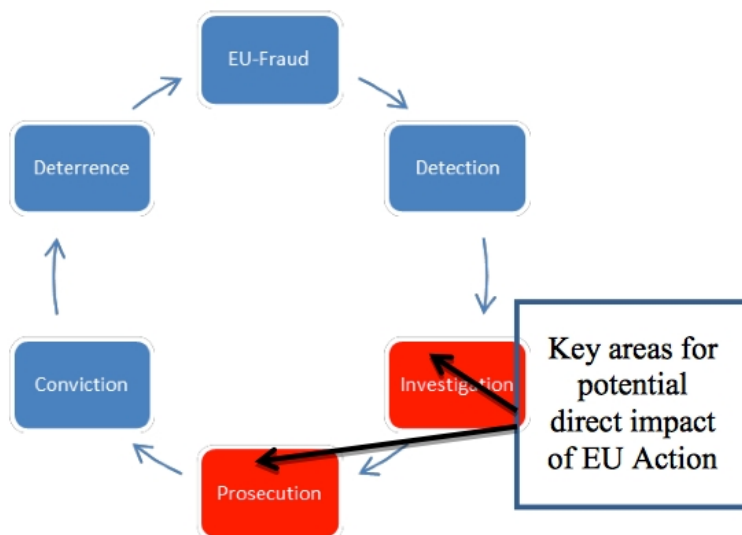 EU-Fraud
Deterrence
Detection
Conviction
Investigation
Key areas for
potential
direct impact
of EU Action
Prosecution